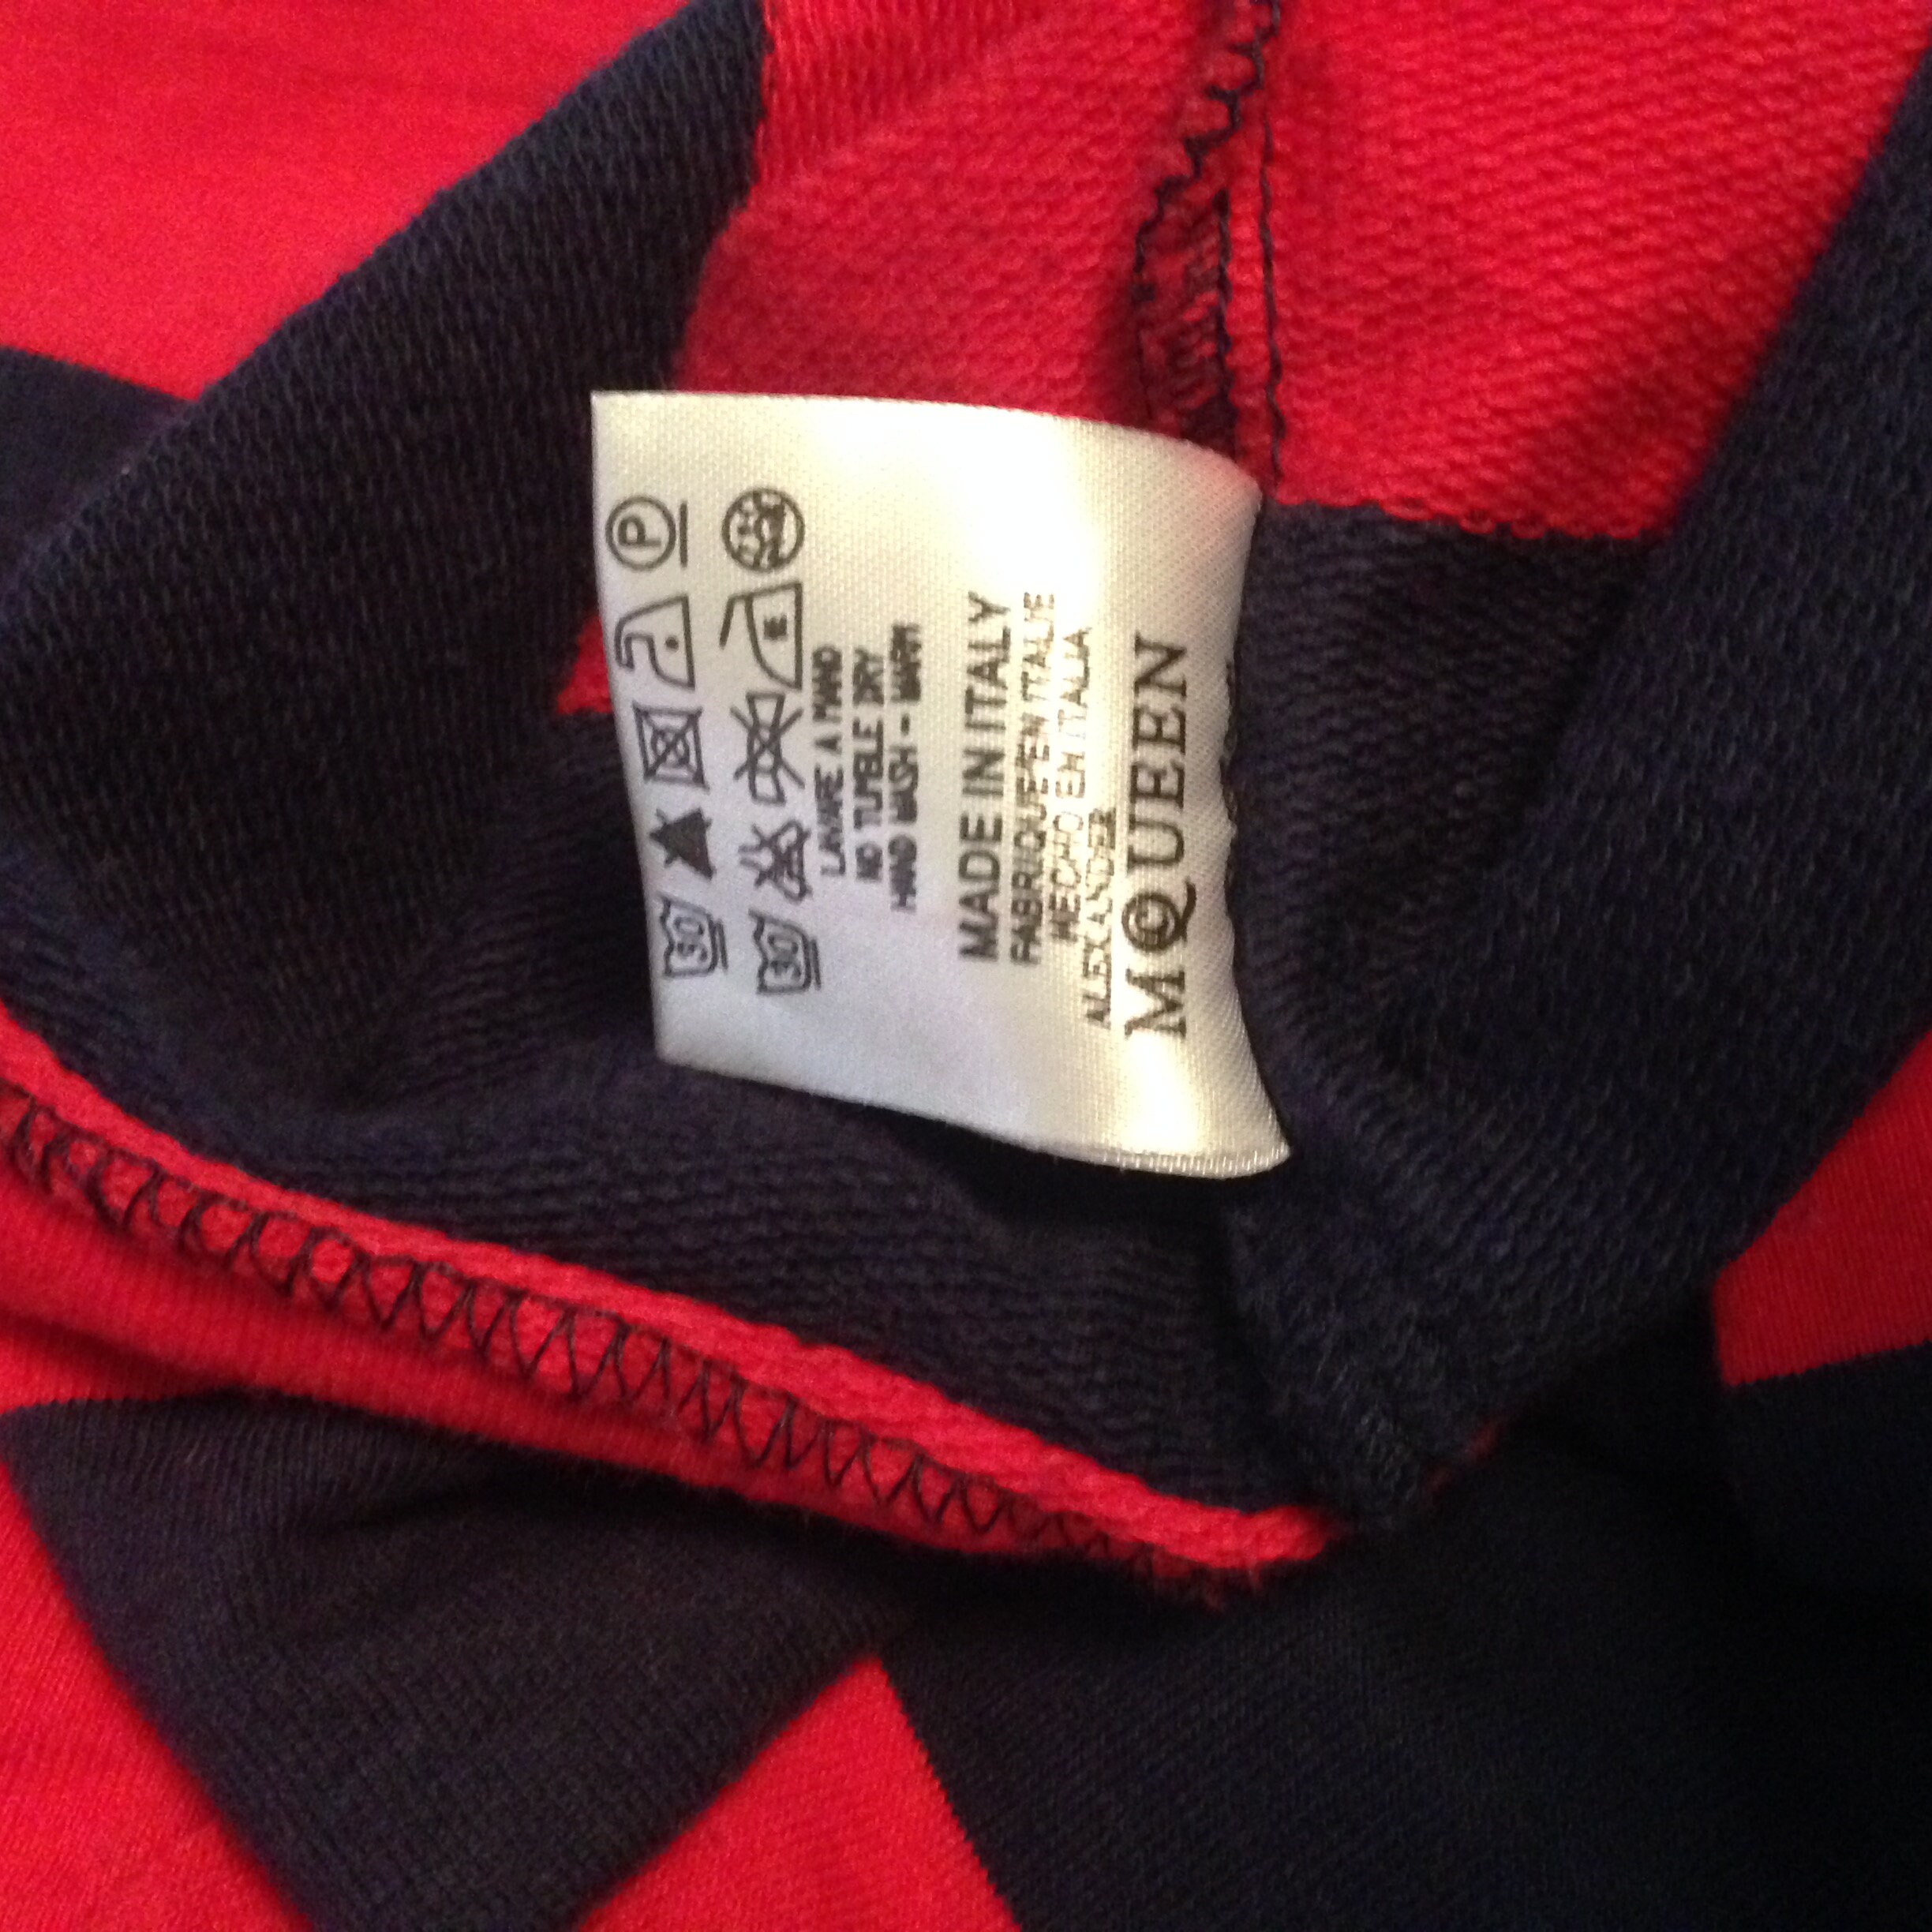 30 P
30
LAVARE A MANO
NO TUMBLE DRY
HAND WASH - WARM
MADE IN ITALY
FABRIQUE'EN ITALIE
HECHO EN ITALIA
ALEXANDER
McQUEEN